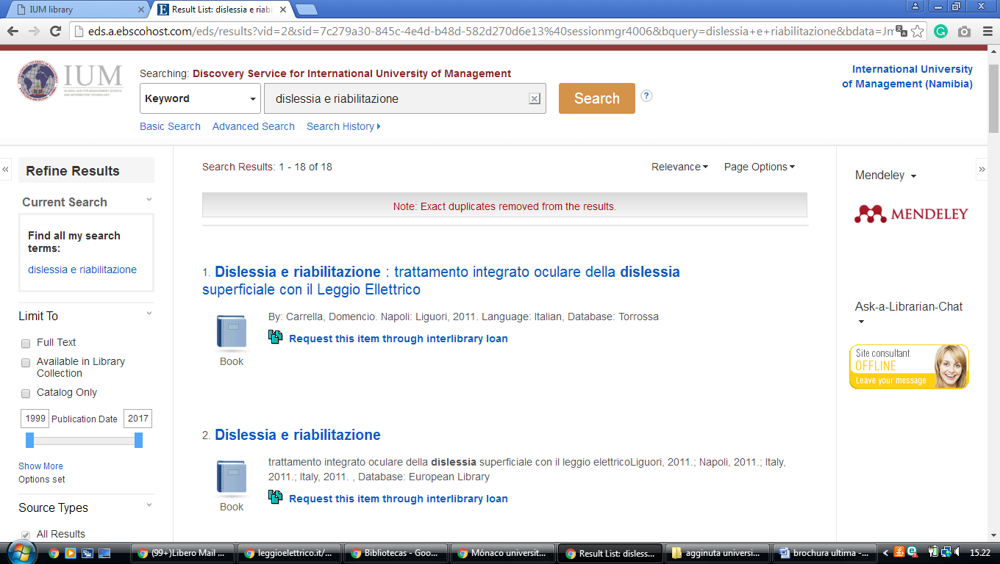 IUM library
Result List: dislessia e riabi
eds.a.ebscohost.com/eds/results?vid=2&sid=7c279a30-845c-4e4d-b48d-582d270d6e13%40sessionmgr4006&bquery=dislessia+e+riabilitazione&bdata=Jm
IUM
Searching: Discovery Service for International University of Management
International University
of Management (Namibia)
Keyword
dislessia e riabilitazione
Search
?
Basic Search
Advanced Search
Search History
«
Refine Results
Search Results: 1 - 18 of 18
Relevance
Page Options
»
Mendeley
Current Search
Note: Exact duplicates removed from the results.
MENDELEY
Find all my search
terms:
dislessia e riabilitazione
1. Dislessia e riabilitazione : trattamento integrato oculare della dislessia
superficiale con il Leggio Ellettrico
Limit To
Ask-a-Librarian-Chat
By: Carrella, Domencio. Napoli: Liguori, 2011. Language: Italian, Database: Torrossa
Request this item through interlibrary loan
Book
Full Text
Available in Library
Collection
Catalog Only
Site consultant
OFFLINE
Leave your message
1999 Publication Date 2017
2. Dislessia e riabilitazione
Show More
Options set
trattamento integrato oculare della dislessia superficiale con il leggio elettricoLiguori, 2011.; Napoli, 2011.; Italy,
2011.; Italy, 2011. , Database: European Library
Request this item through interlibrary loan
Book
Source Types
All Results
(99+)Libero Mail ...
leggioelettrico.it/
Bibliotecas - Goo...
Mónaco universit...
Result List: disless...
agginuta universi...
brochura ultima -...
15.22